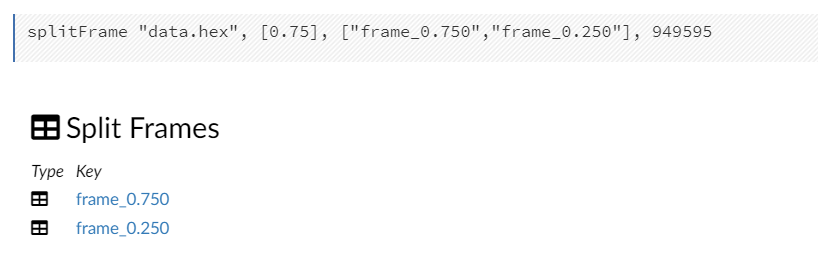 splitFrame "data.hex", [0.75], ["frame_0.750","frame_0.250"], 949595
Split Frames
Type Key
frame_0.750
frame_0.250